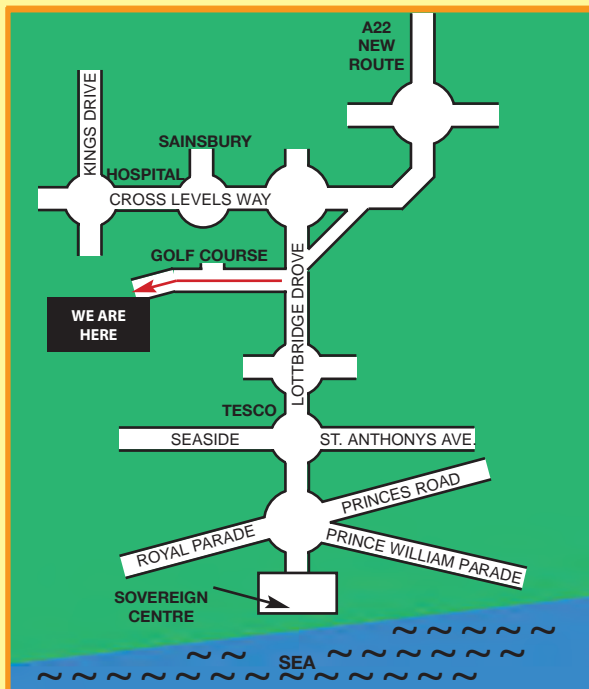 A22
NEW
ROUTE
KINGS DRIVE
SAINSBURY
HOSPITAL
CROSS LEVELS WAY
GOLF COURSE
LOTTBRIDGE DROVE
WE ARE
HERE
TESCO
SEASIDE
ST. ANTHONYS AVE.
PRINCES ROAD
ROYAL PARADE
PRINCE WILLIAM PARADE
SOVEREIGN
CENTRE
SEA